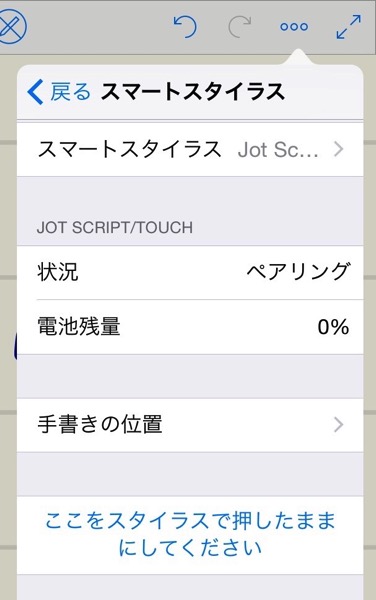 戻る スマートスタイラス
スマートスタイラス Jot Sc...
JOT SCRIPT/TOUCH
状況 ペアリング
電池残量 0%
手書きの位置
ここをスタイラスで押したまま
にしてください